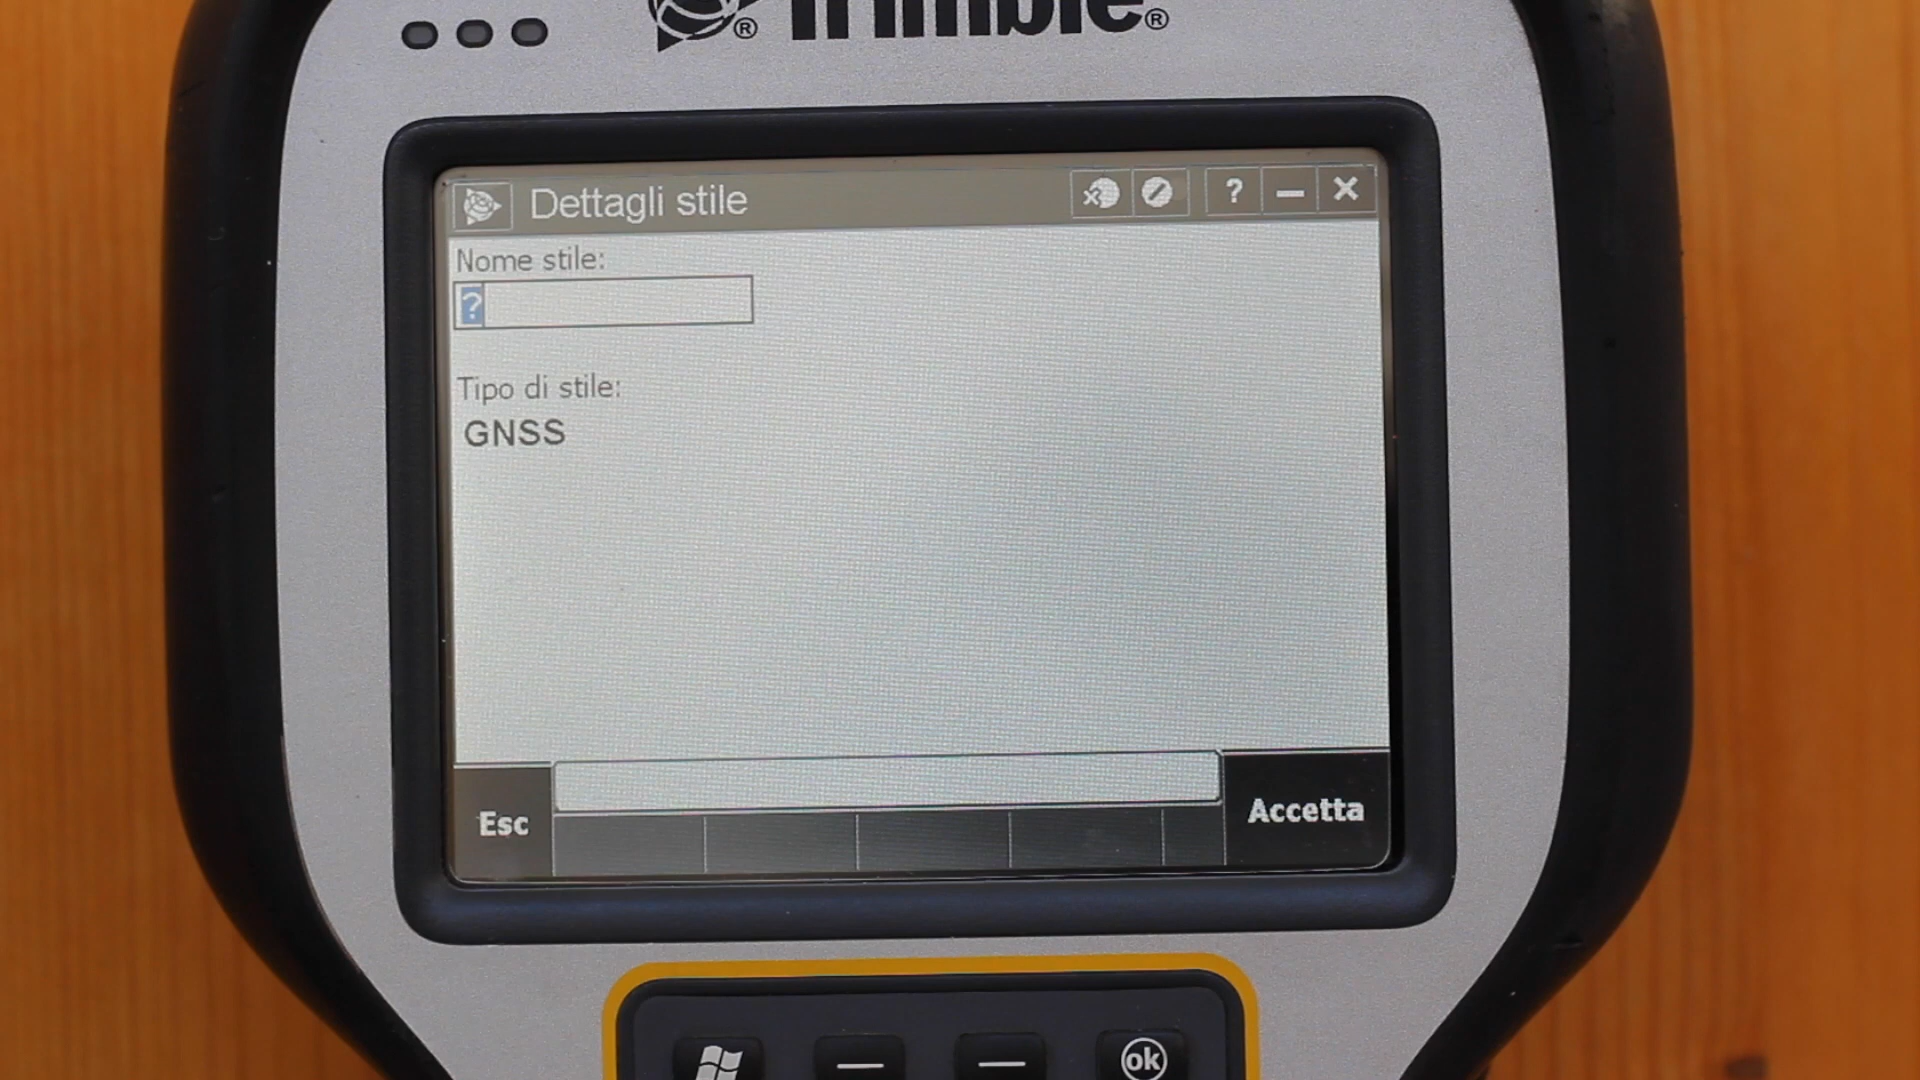 Trimble®
Dettagli stile
?
Nome stile:
?
Tipo di stile:
GNSS
Esc
Accetta
ok